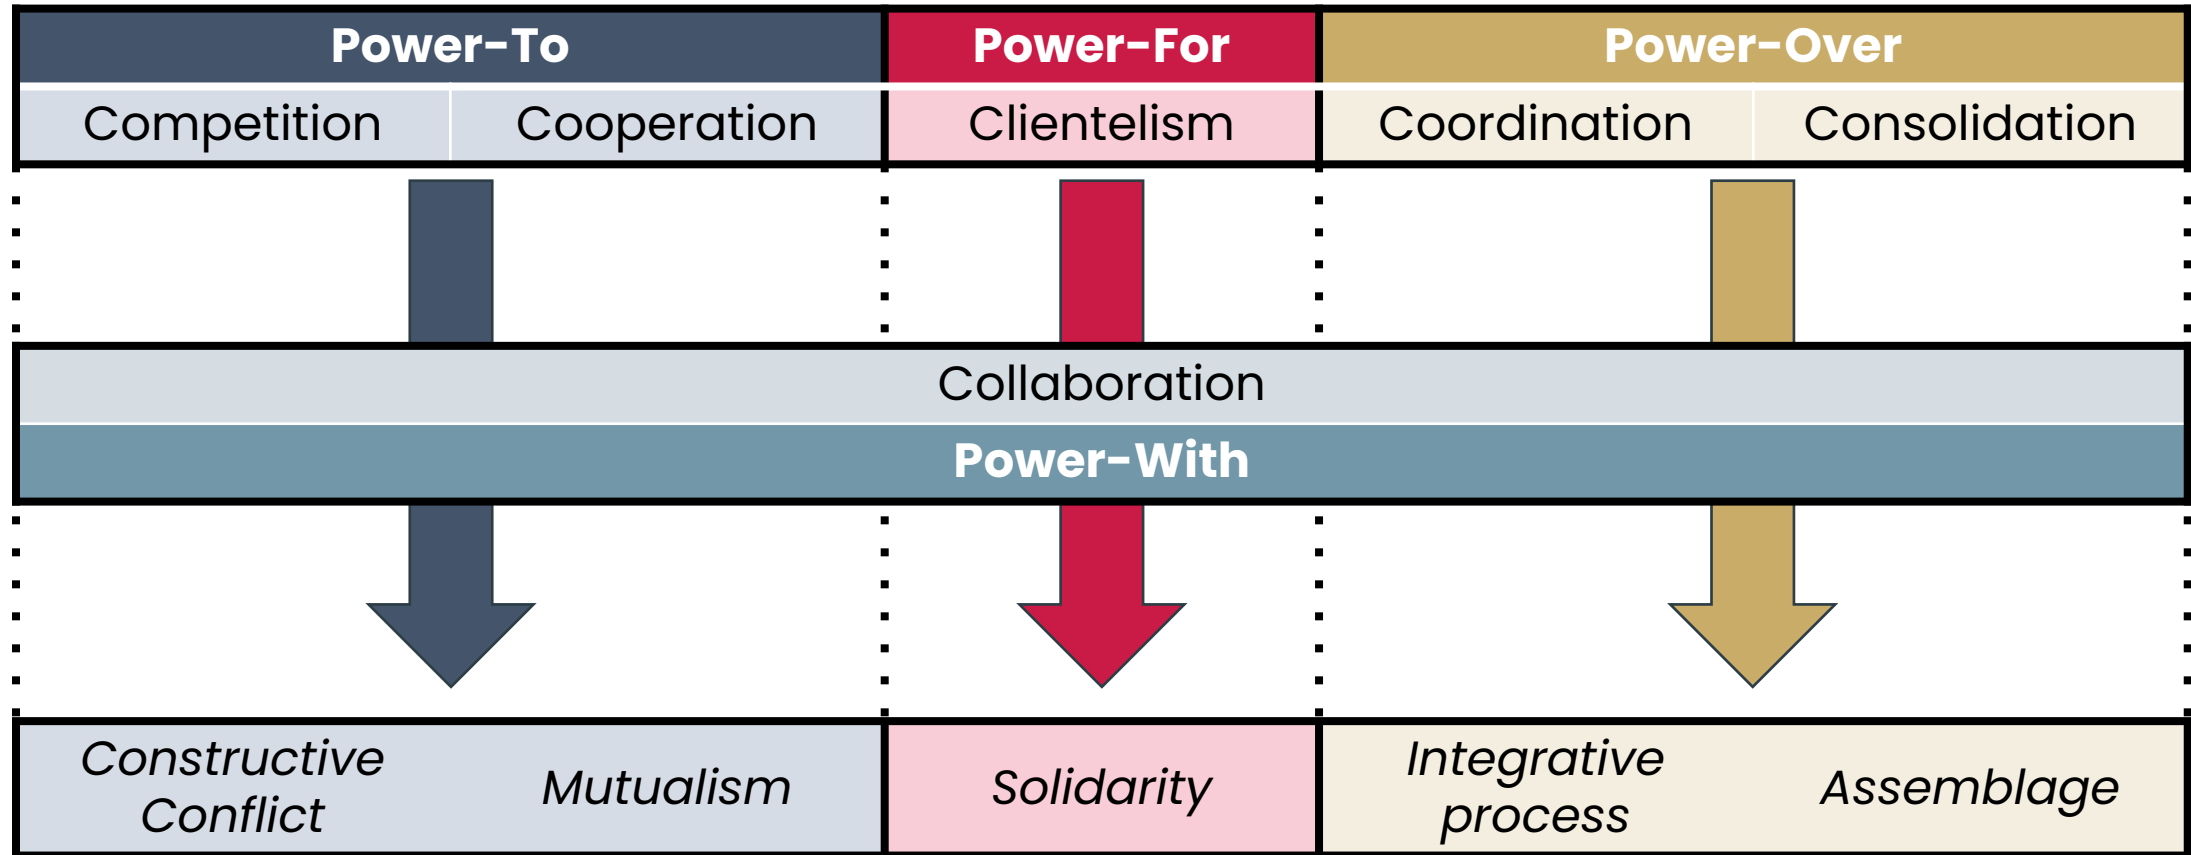 Power-To Power-For Power-Over
Competition Cooperation Clientelism Coordination Consolidation
Collaboration
Power-With
Constructive
Conflict
Mutualism
Solidarity
Integrative
process
Assemblage